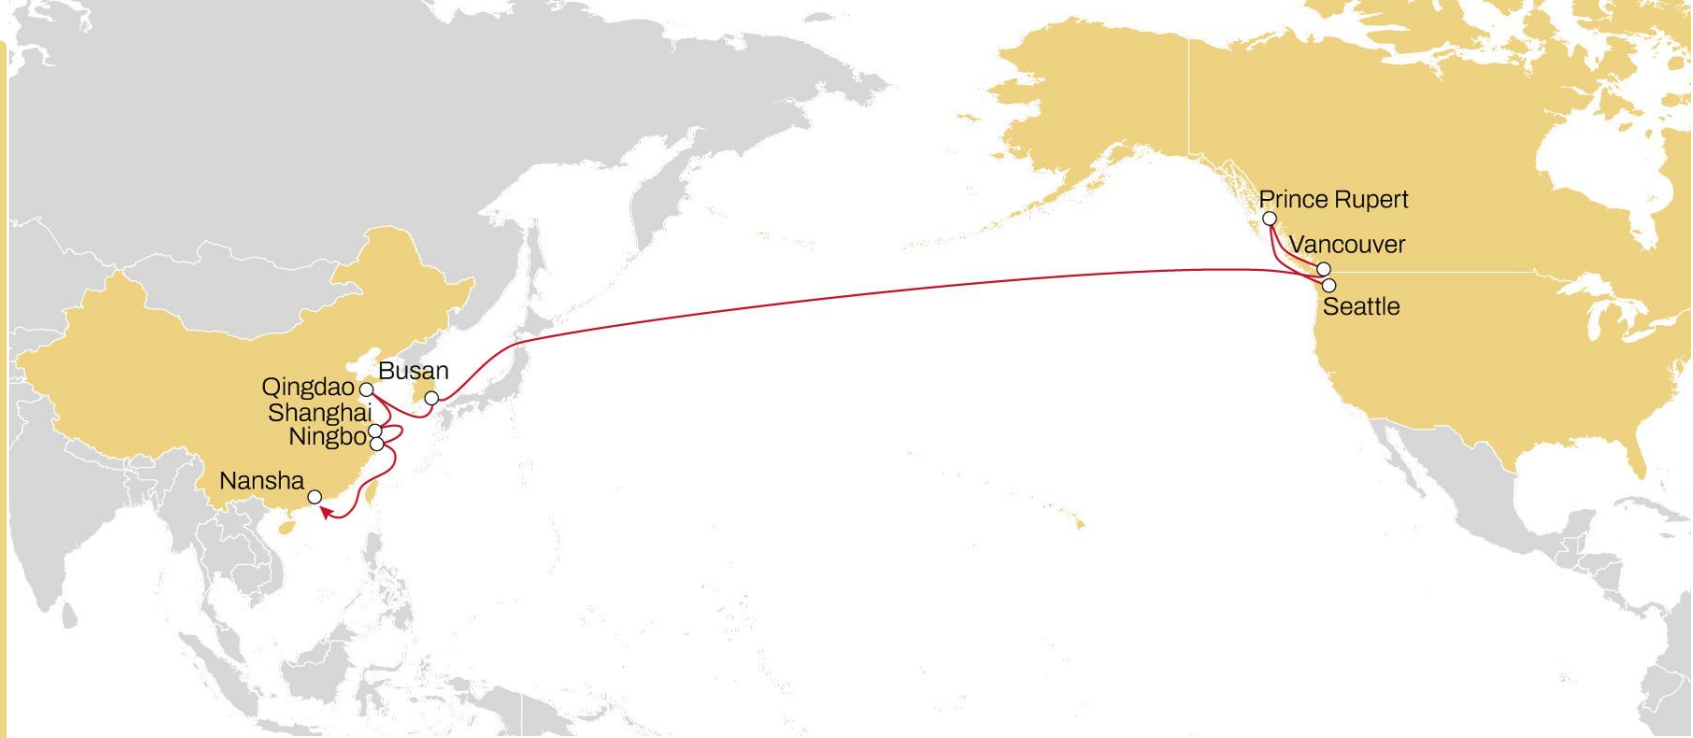 Prince Rupert
Vancouver
Seattle
Busan
Qingdao
Shanghai
Ningbo
Nansha